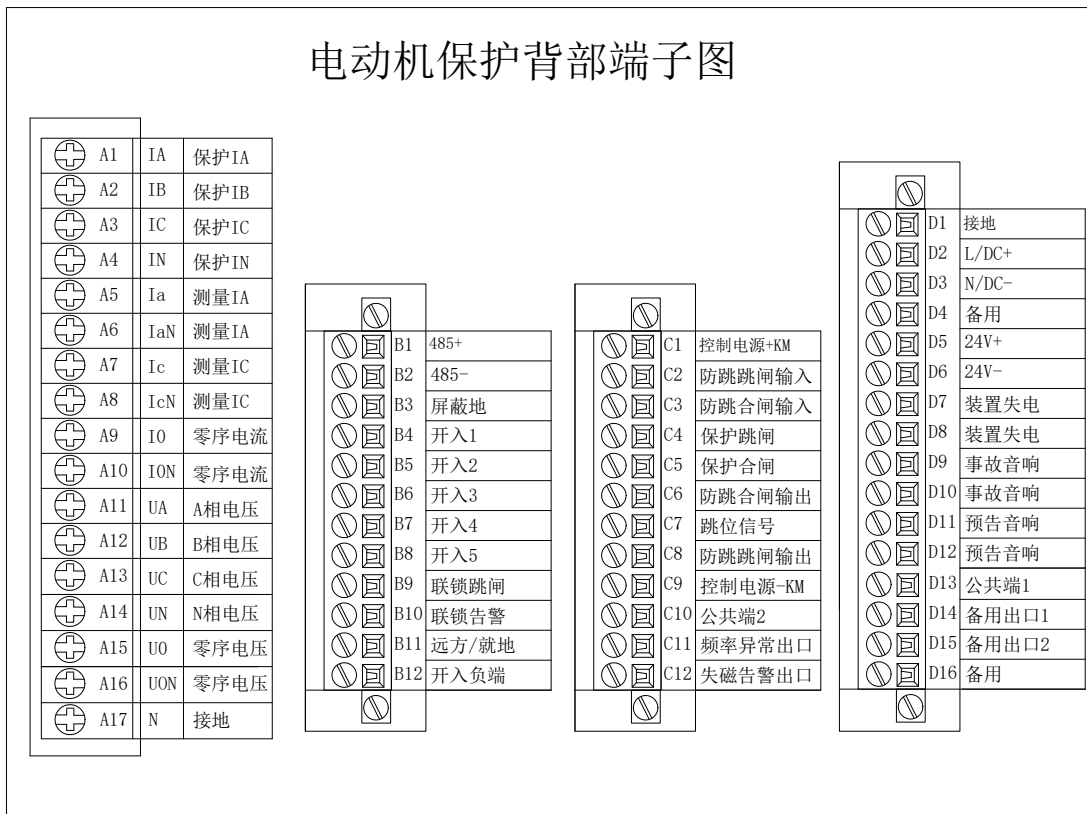 电动机保护背部端子图
A1 IA 保护IA
A2 IB 保护IB
A3 IC 保护IC
A4 IN 保护IN
A5 Ia 测量IA
A6 IaN 测量IA
A7 Ic 测量IC
A8 IcN 测量IC
A9 I0 零序电流
A10 I0N 零序电流
A11 UA A相电压
A12 UB B相电压
A13 UC C相电压
A14 UN N相电压
A15 U0 零序电压
A16 U0N 零序电压
A17 N 接地
B1 485+
B2 485-
B3 屏蔽地
B4 开入1
B5 开入2
B6 开入3
B7 开入4
B8 开入5
B9 联锁跳闸
B10 联锁告警
B11 远方/就地
B12 开入负端
C1 控制电源+KM
C2 防跳跳闸输入
C3 防跳合闸输入
C4 保护跳闸
C5 保护合闸
C6 防跳合闸输出
C7 跳位信号
C8 防跳跳闸输出
C9 控制电源-KM
C10 公共端2
C11 频率异常出口
C12 失磁告警出口
D1 接地
D2 L/DC+
D3 N/DC-
D4 备用
D5 24V+
D6 24V-
D7 装置失电
D8 装置失电
D9 事故音响
D10 事故音响
D11 预告音响
D12 预告音响
D13 公共端1
D14 备用出口1
D15 备用出口2
D16 备用